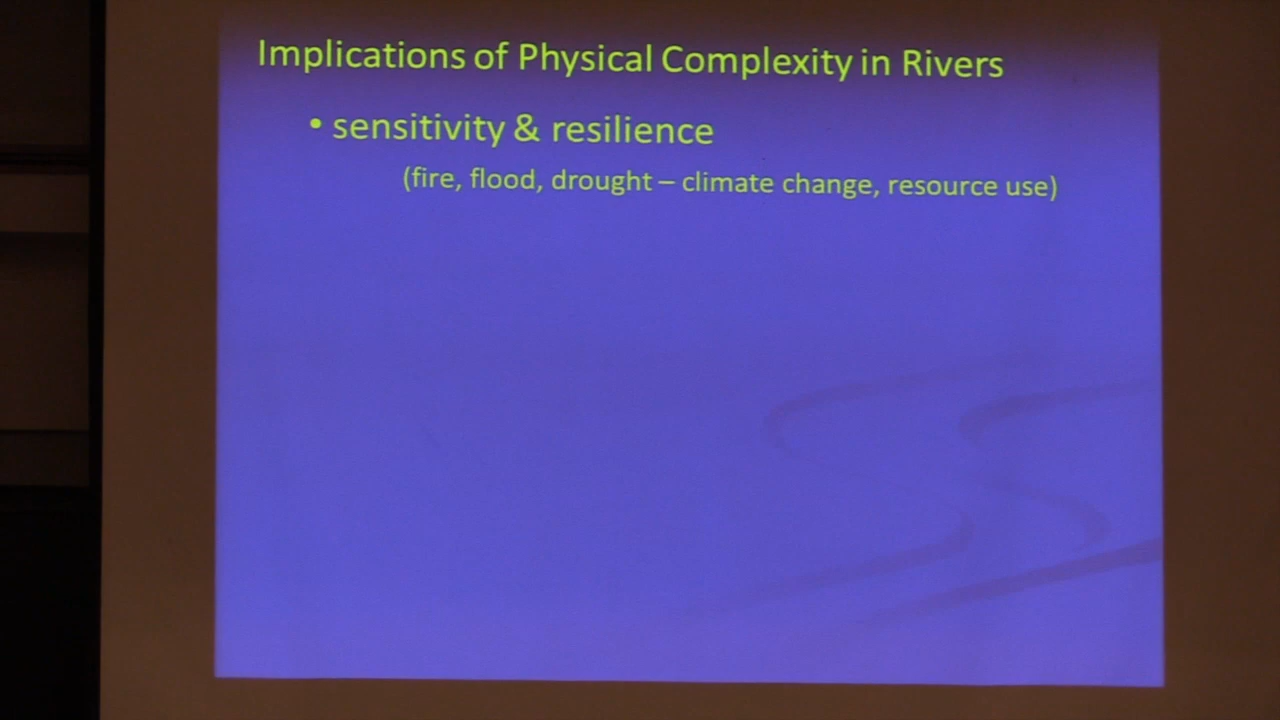 Implications of Physical Complexity in Rivers
• sensitivity & resilience
(fire, flood, drought – climate change, resource use)